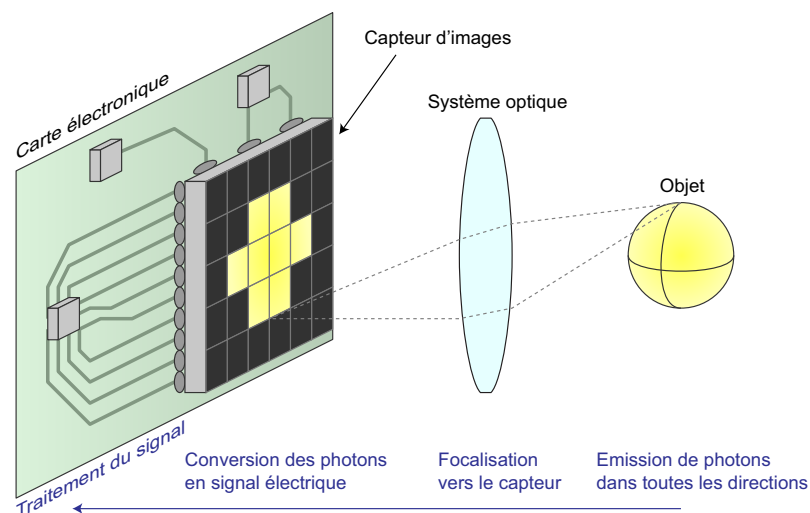 Capteur d'images
Carte électronique
Système optique
Objet
Traitement du signal
Conversion des photons
en signal électrique
Focalisation
vers le capteur
Emission de photons
dans toutes les directions